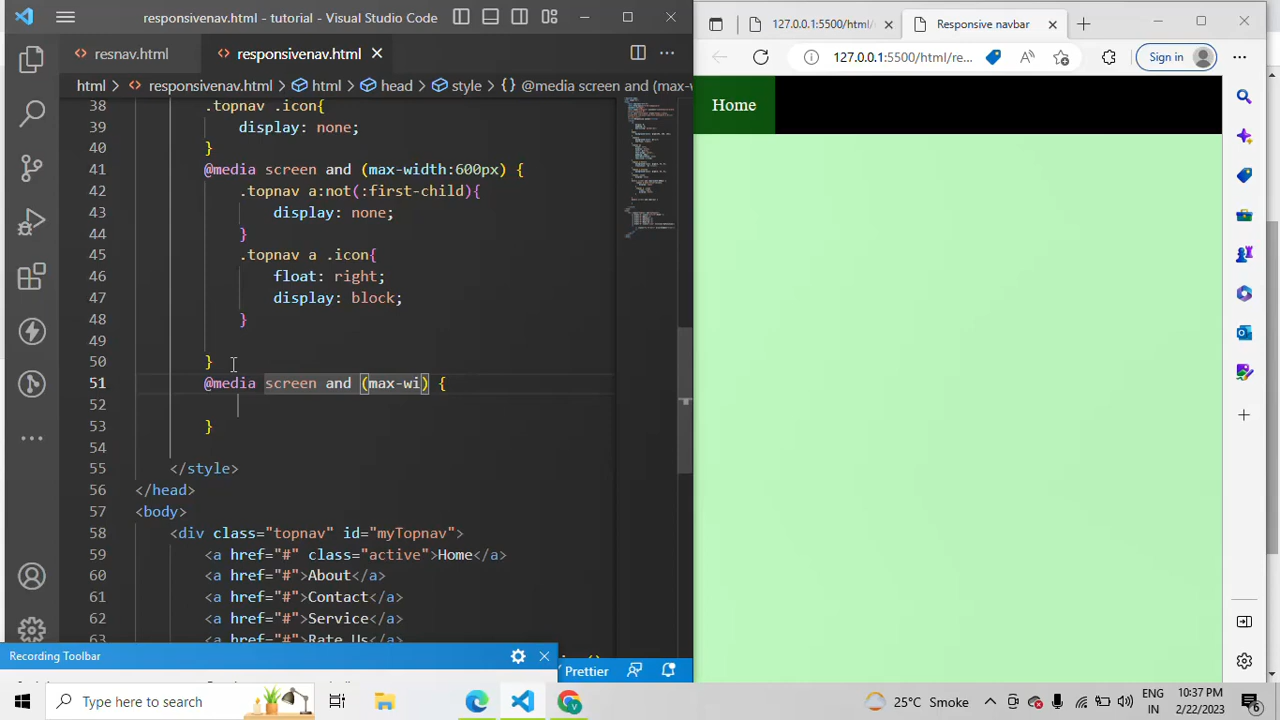 responsivenav.html - tutorial - Visual Studio Code
resnav.html
responsivenav.html
html > responsivenav.html > html > head > style > {} @media screen and (max-w
38 .topnav .icon{
39 display: none;
40 }
41 @media screen and (max-width:600px) {
42 .topnav a:not(:first-child){
43 display: none;
44 }
45 .topnav a .icon{
46 float: right;
47 display: block;
48 }
49
50 }
51 @media screen and (max-wi) {
52
53 }
54
55 </style>
56 </head>
57 <body>
58 <div class="topnav" id="myTopnav">
59 <a href="#" class="active">Home</a>
60 <a href="#">About</a>
61 <a href="#">Contact</a>
62 <a href="#">Service</a>
63 <a href="#">Rate Us</a>
Recording Toolbar
Prettier
127.0.0.1:5500/html/
Responsive navbar
127.0.0.1:5500/html/re...
Sign in
Home
Type here to search
25°C Smoke
ENG
IN
10:37 PM
2/22/2023
6